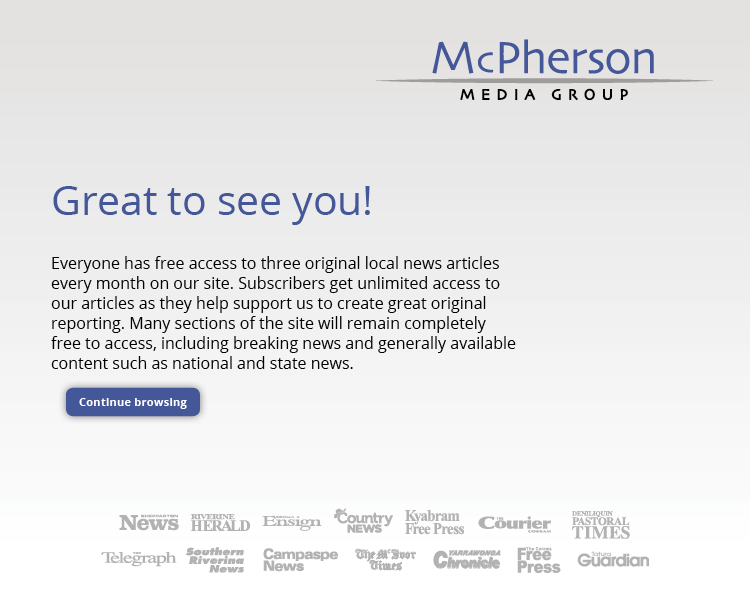 McPherson
MEDIA GROUP
Great to see you!
Everyone has free access to three original local news articles
every month on our site. Subscribers get unlimited access to
our articles as they help support us to create great original
reporting. Many sections of the site will remain completely
free to access, including breaking news and generally available
content such as national and state news.
Continue browsing
SHEPPARTON
News
RIVERINE
HERALD
Ensign
Country
NEWS
Kyabram
Free Press
Courier
DENILIQUIN
PASTORAL
TIMES
Telegraph
Southern
Riverina
News
Campaspe
News
The McIvor
Times
YARRAWONGA
Chronicle
Free
Press
Tatura
Guardian